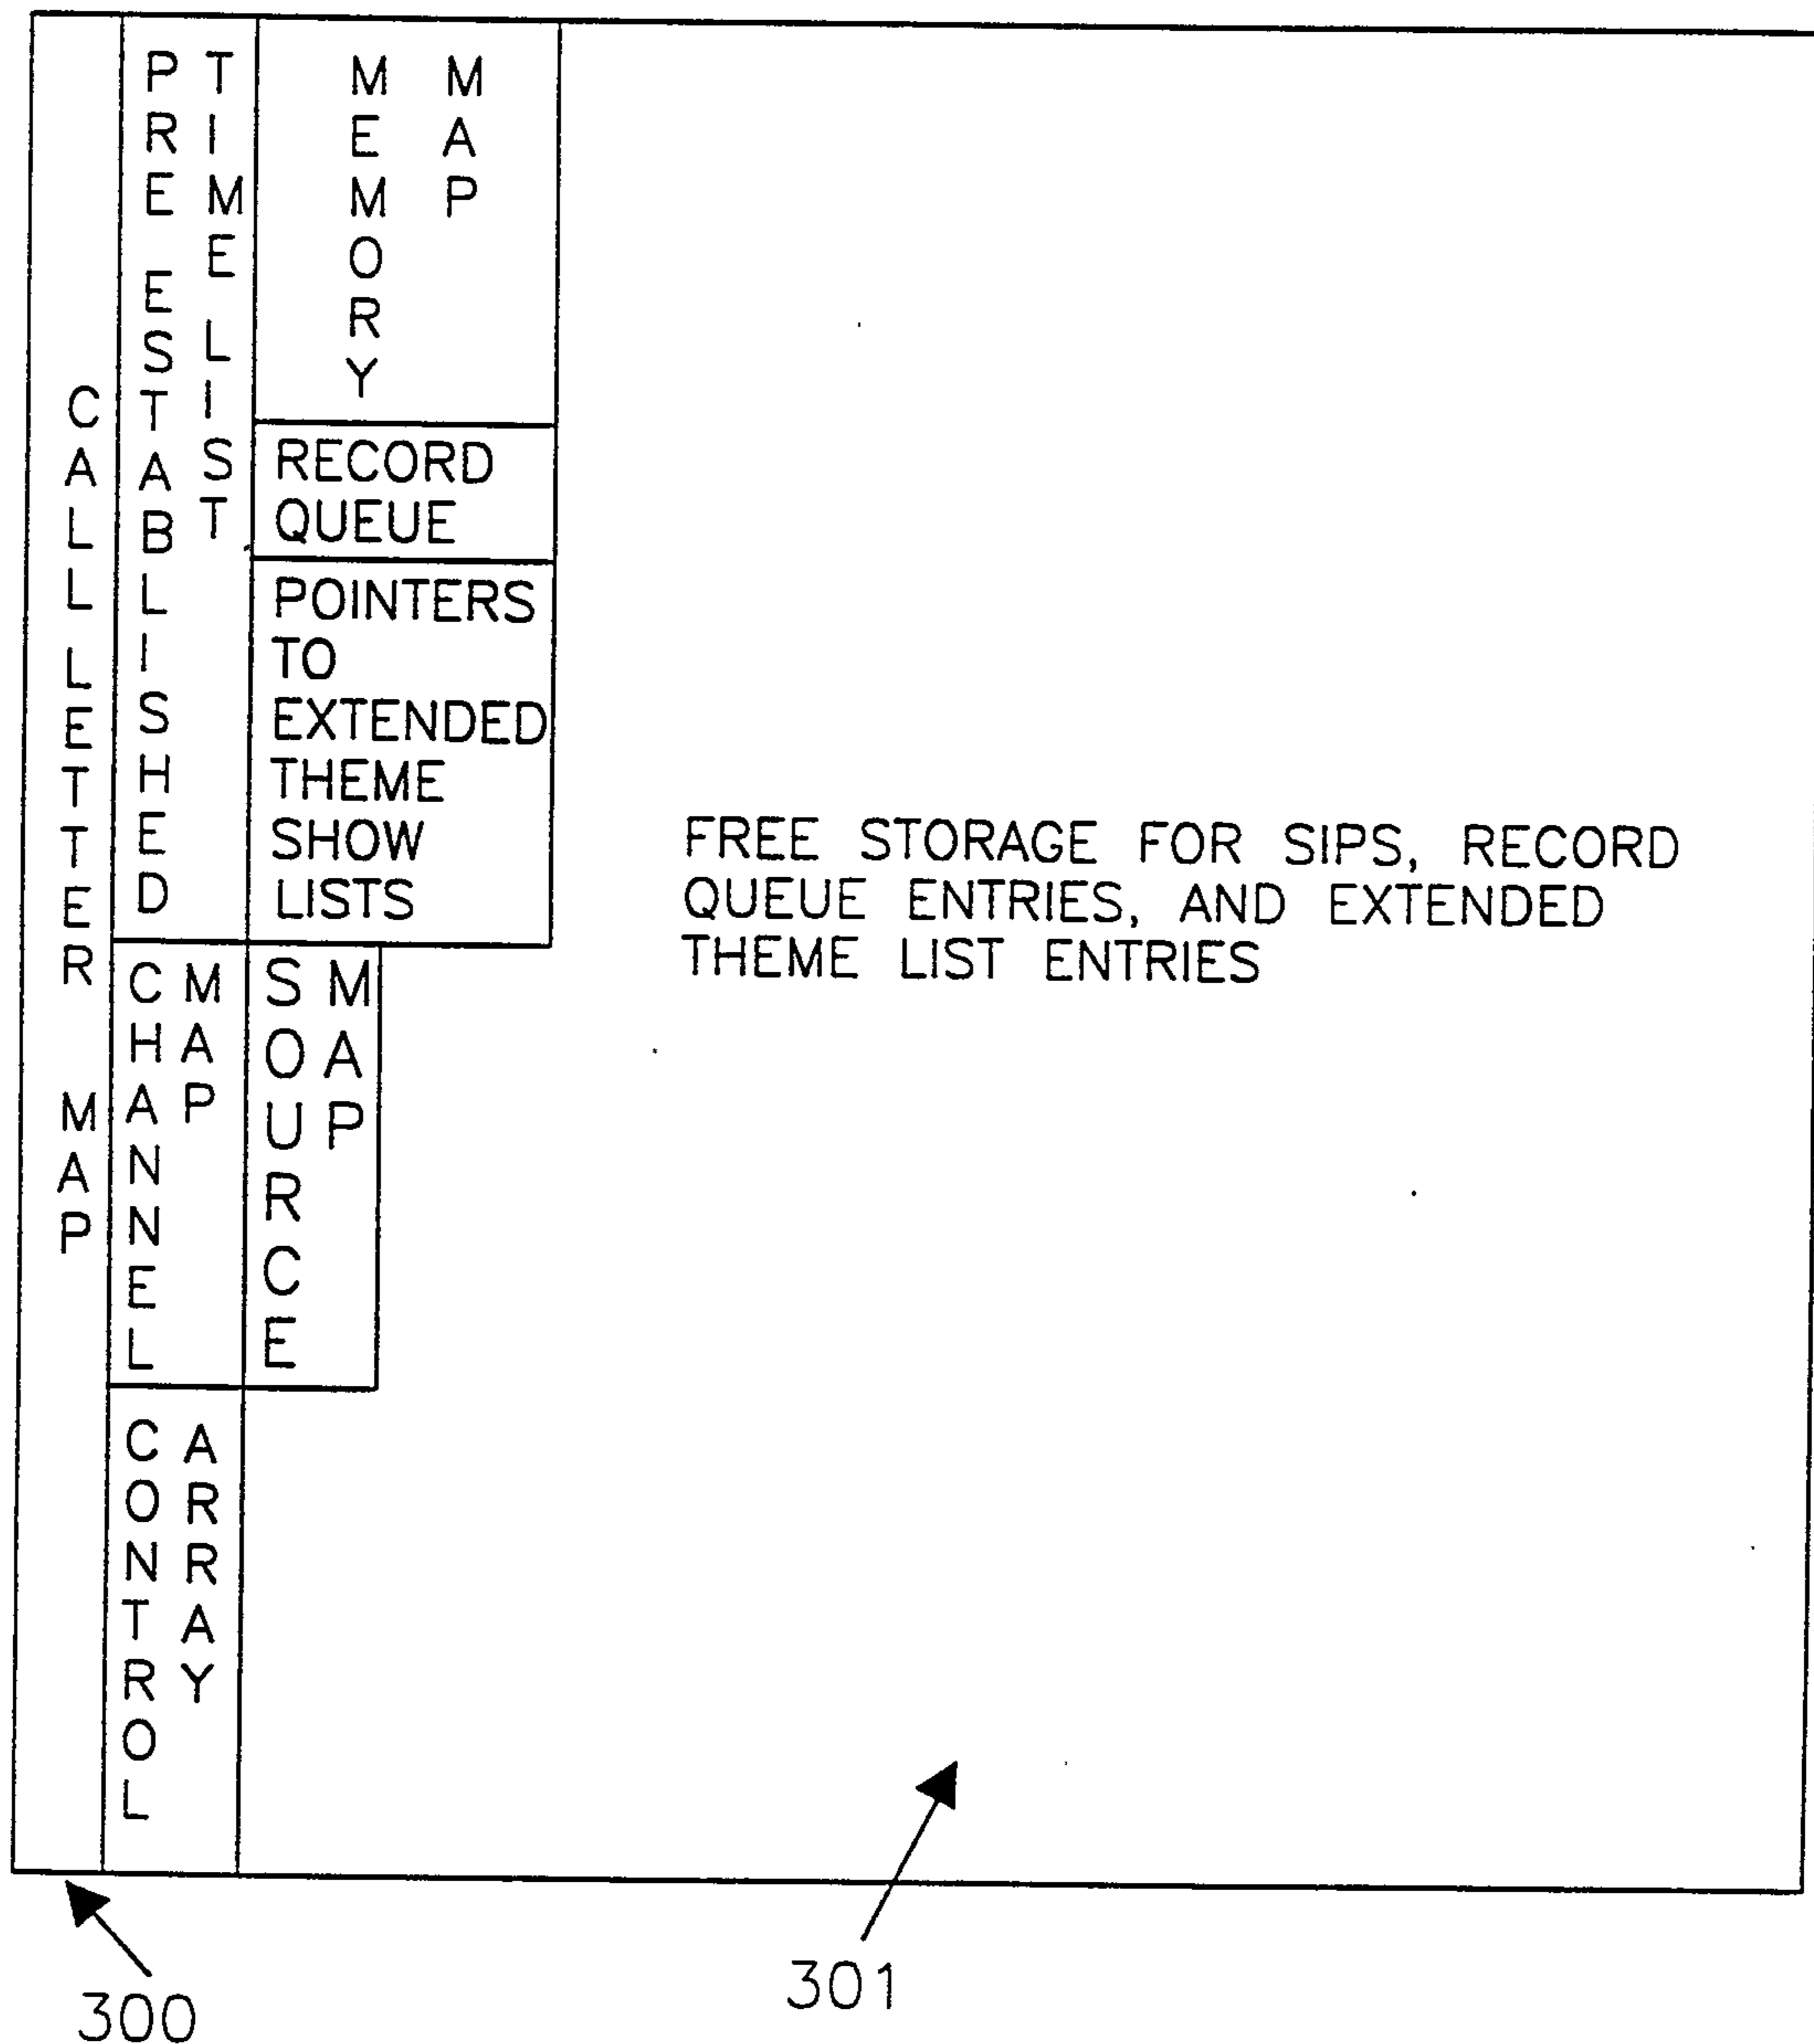 CALL LETTER MAP
PRE ESTABLISHED
TIME LIST
MEMORY
MAP
RECORD
QUEUE
POINTERS
TO
EXTENDED
THEME
SHOW
LISTS
CHANNEL
MAP
SOURCE
MAP
CONTROL
ARRAY
FREE STORAGE FOR SIPS, RECORD
QUEUE ENTRIES, AND EXTENDED
THEME LIST ENTRIES
300
301